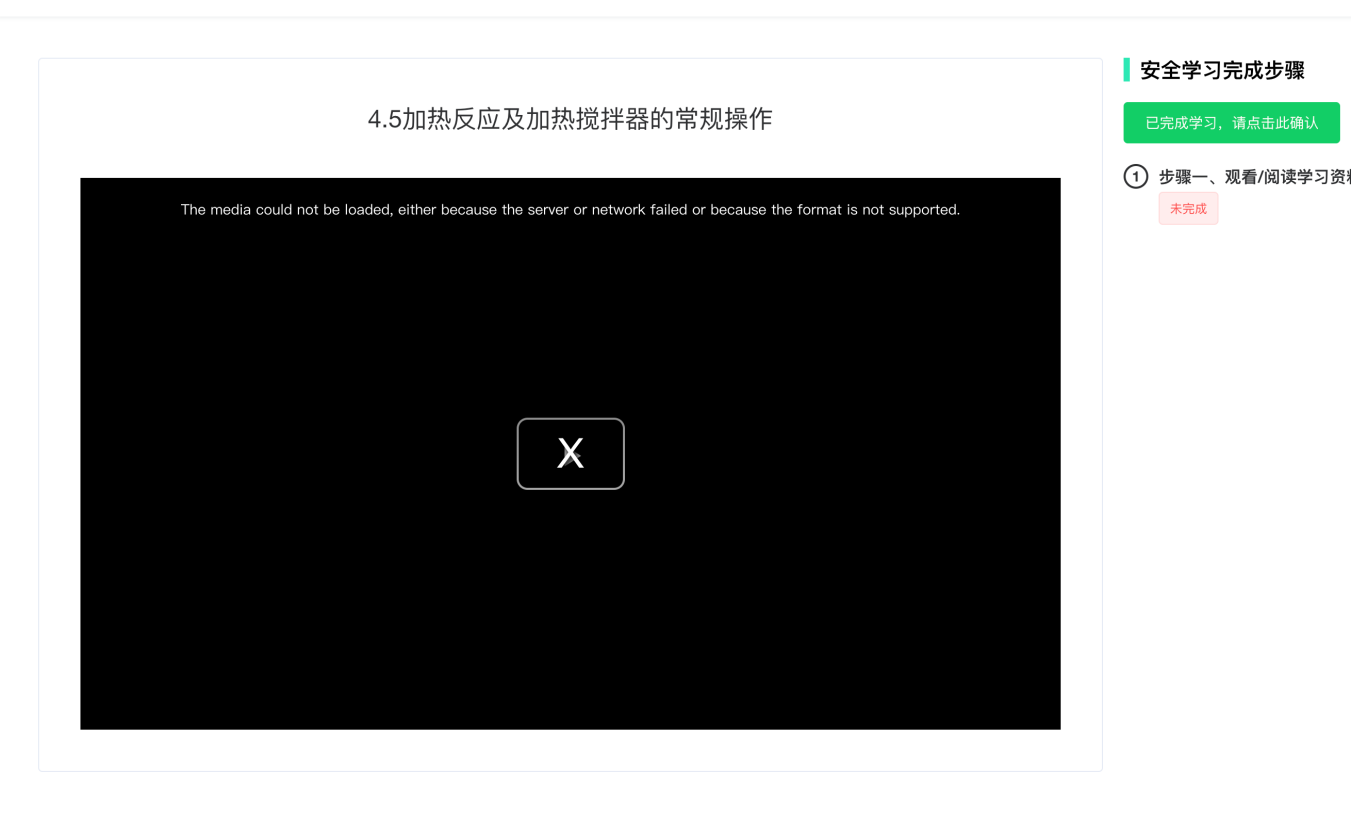 4.5加热反应及加热搅拌器的常规操作
The media could not be loaded, either because the server or network failed or because the format is not supported.
X
安全学习完成步骤
已完成学习，请点击此确认
1 步骤一、观看/阅读学习资
未完成